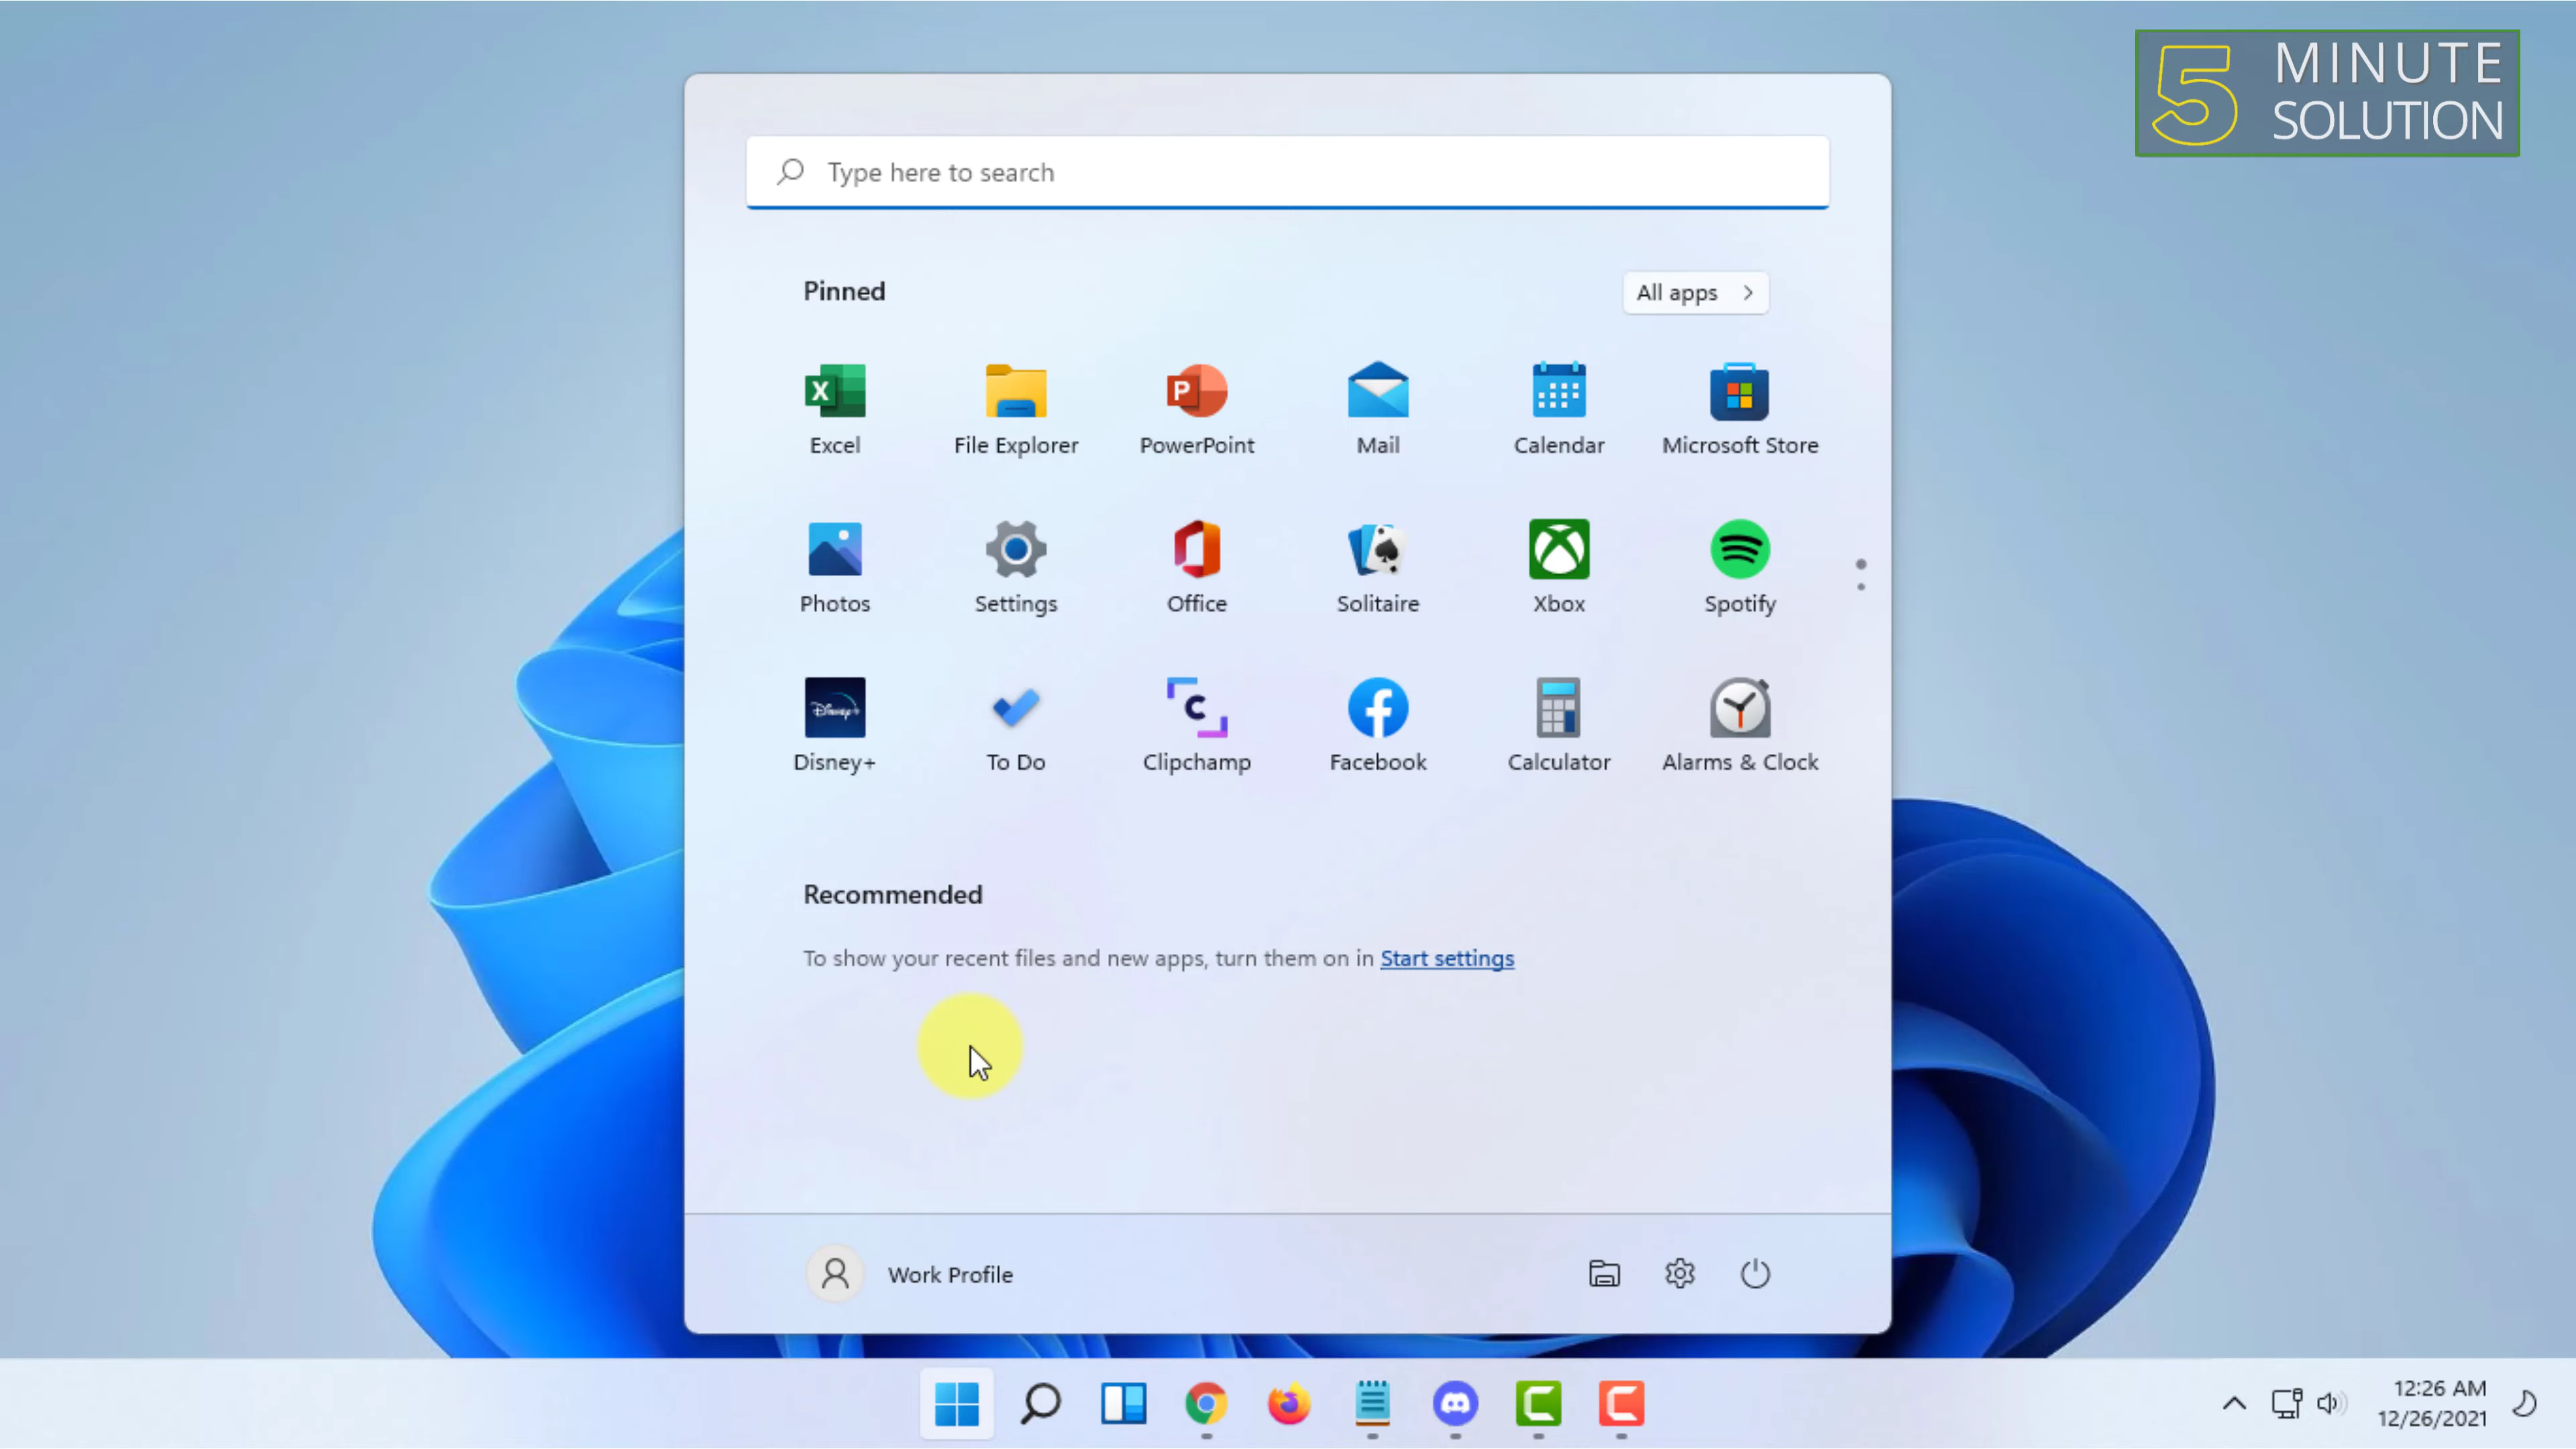 5 MINUTE
SOLUTION
Type here to search
Pinned
All apps
Excel
File Explorer
PowerPoint
Mail
Calendar
Microsoft Store
Photos
Settings
Office
Solitaire
Xbox
Spotify
Disney+
To Do
Clipchamp
Facebook
Calculator
Alarms & Clock
Recommended
To show your recent files and new apps, turn them on in Start settings
Work Profile
12:26 AM
12/26/2021